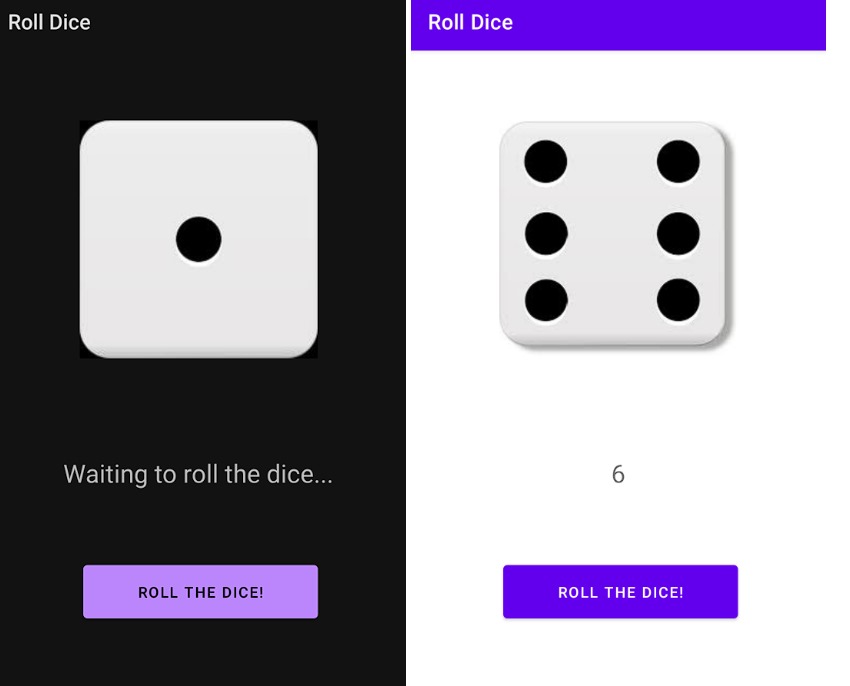 Roll Dice
Waiting to roll the dice...
ROLL THE DICE!
Roll Dice
6
ROLL THE DICE!